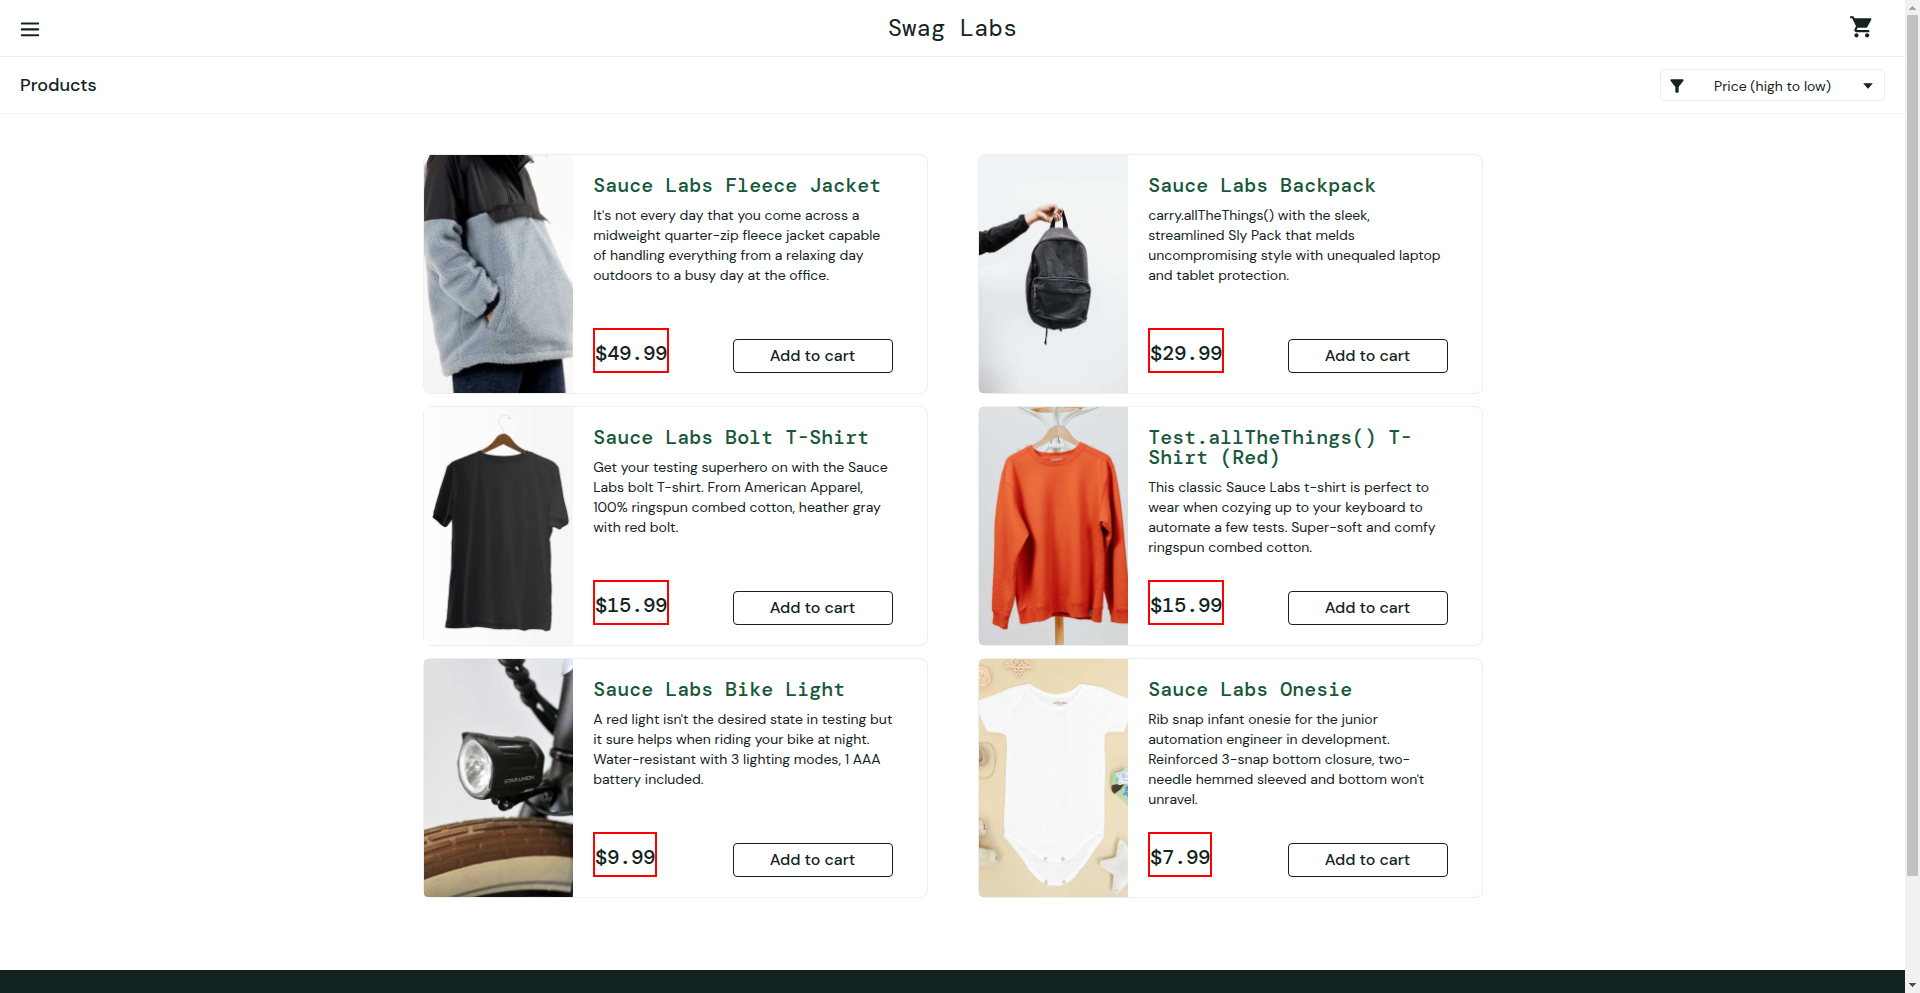 Swag Labs
Products
Price (high to low)
Sauce Labs Fleece Jacket
It's not every day that you come across a
midweight quarter-zip fleece jacket capable
of handling everything from a relaxing day
outdoors to a busy day at the office.
$49.99
Add to cart
Sauce Labs Backpack
carry.allTheThings() with the sleek,
streamlined Sly Pack that melds
uncompromising style with unequaled laptop
and tablet protection.
$29.99
Add to cart
Sauce Labs Bolt T-Shirt
Get your testing superhero on with the Sauce
Labs bolt T-shirt. From American Apparel,
100% ringspun combed cotton, heather gray
with red bolt.
$15.99
Add to cart
Test.allTheThings() T-
Shirt (Red)
This classic Sauce Labs t-shirt is perfect to
wear when cozying up to your keyboard to
automate a few tests. Super-soft and comfy
ringspun combed cotton.
$15.99
Add to cart
STAR UNION
Sauce Labs Bike Light
A red light isn't the desired state in testing but
it sure helps when riding your bike at night.
Water-resistant with 3 lighting modes, 1 AAA
battery included.
$9.99
Add to cart
Sauce Labs Onesie
Rib snap infant onesie for the junior
automation engineer in development.
Reinforced 3-snap bottom closure, two-
needle hemmed sleeved and bottom won't
unravel.
$7.99
Add to cart